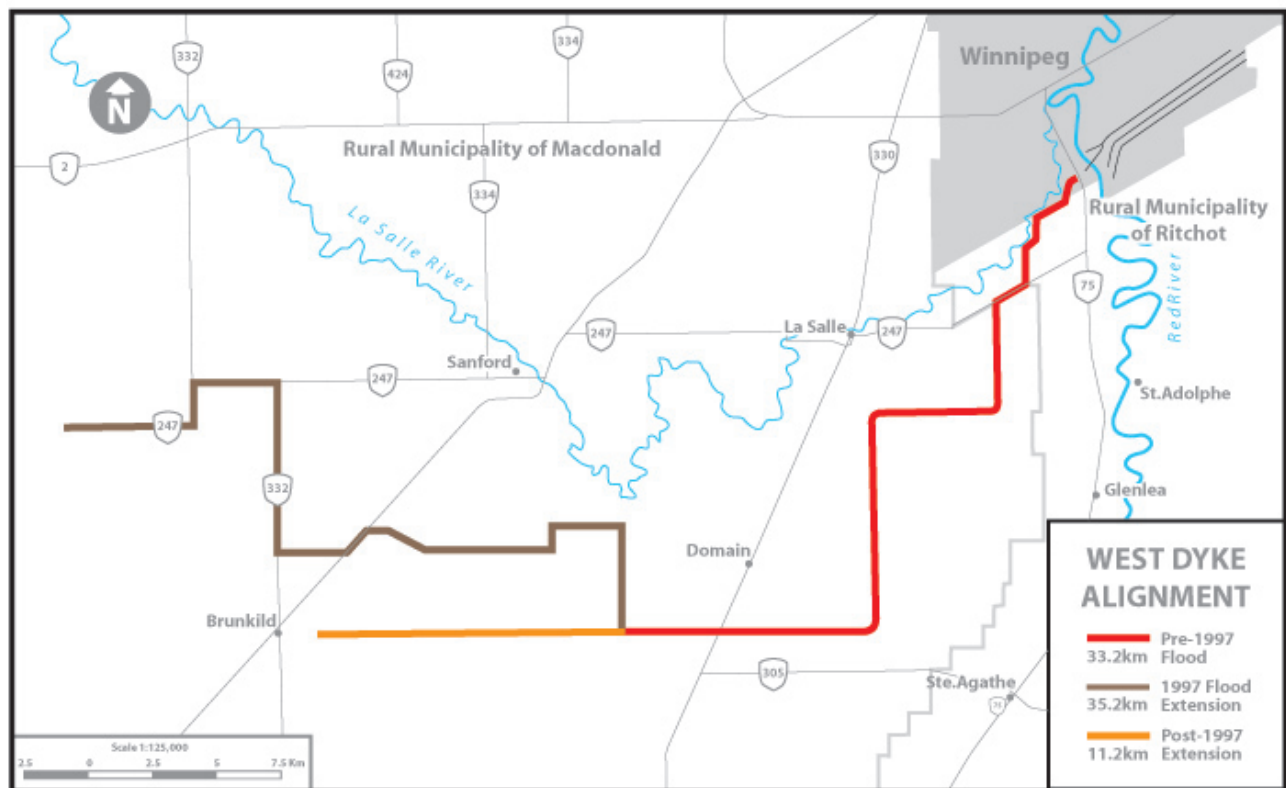 334
332
Winnipeg
424
N
Rural Municipality of Macdonald
330
2
334
Rural Municipality
of Ritchot
La Salle River
75
RedRiver
La Salle
247
247
Sanford
247
St.Adolphe
247
332
Glenlea
Domain
Brunkild
305
Ste.Agathe
WEST DYKE
ALIGNMENT
Pre-1997
33.2km Flood
1997 Flood
35.2km Extension
Post-1997
11.2km Extension
Scale 1:125,000
2.5 0 2.5 5 7.5 Km